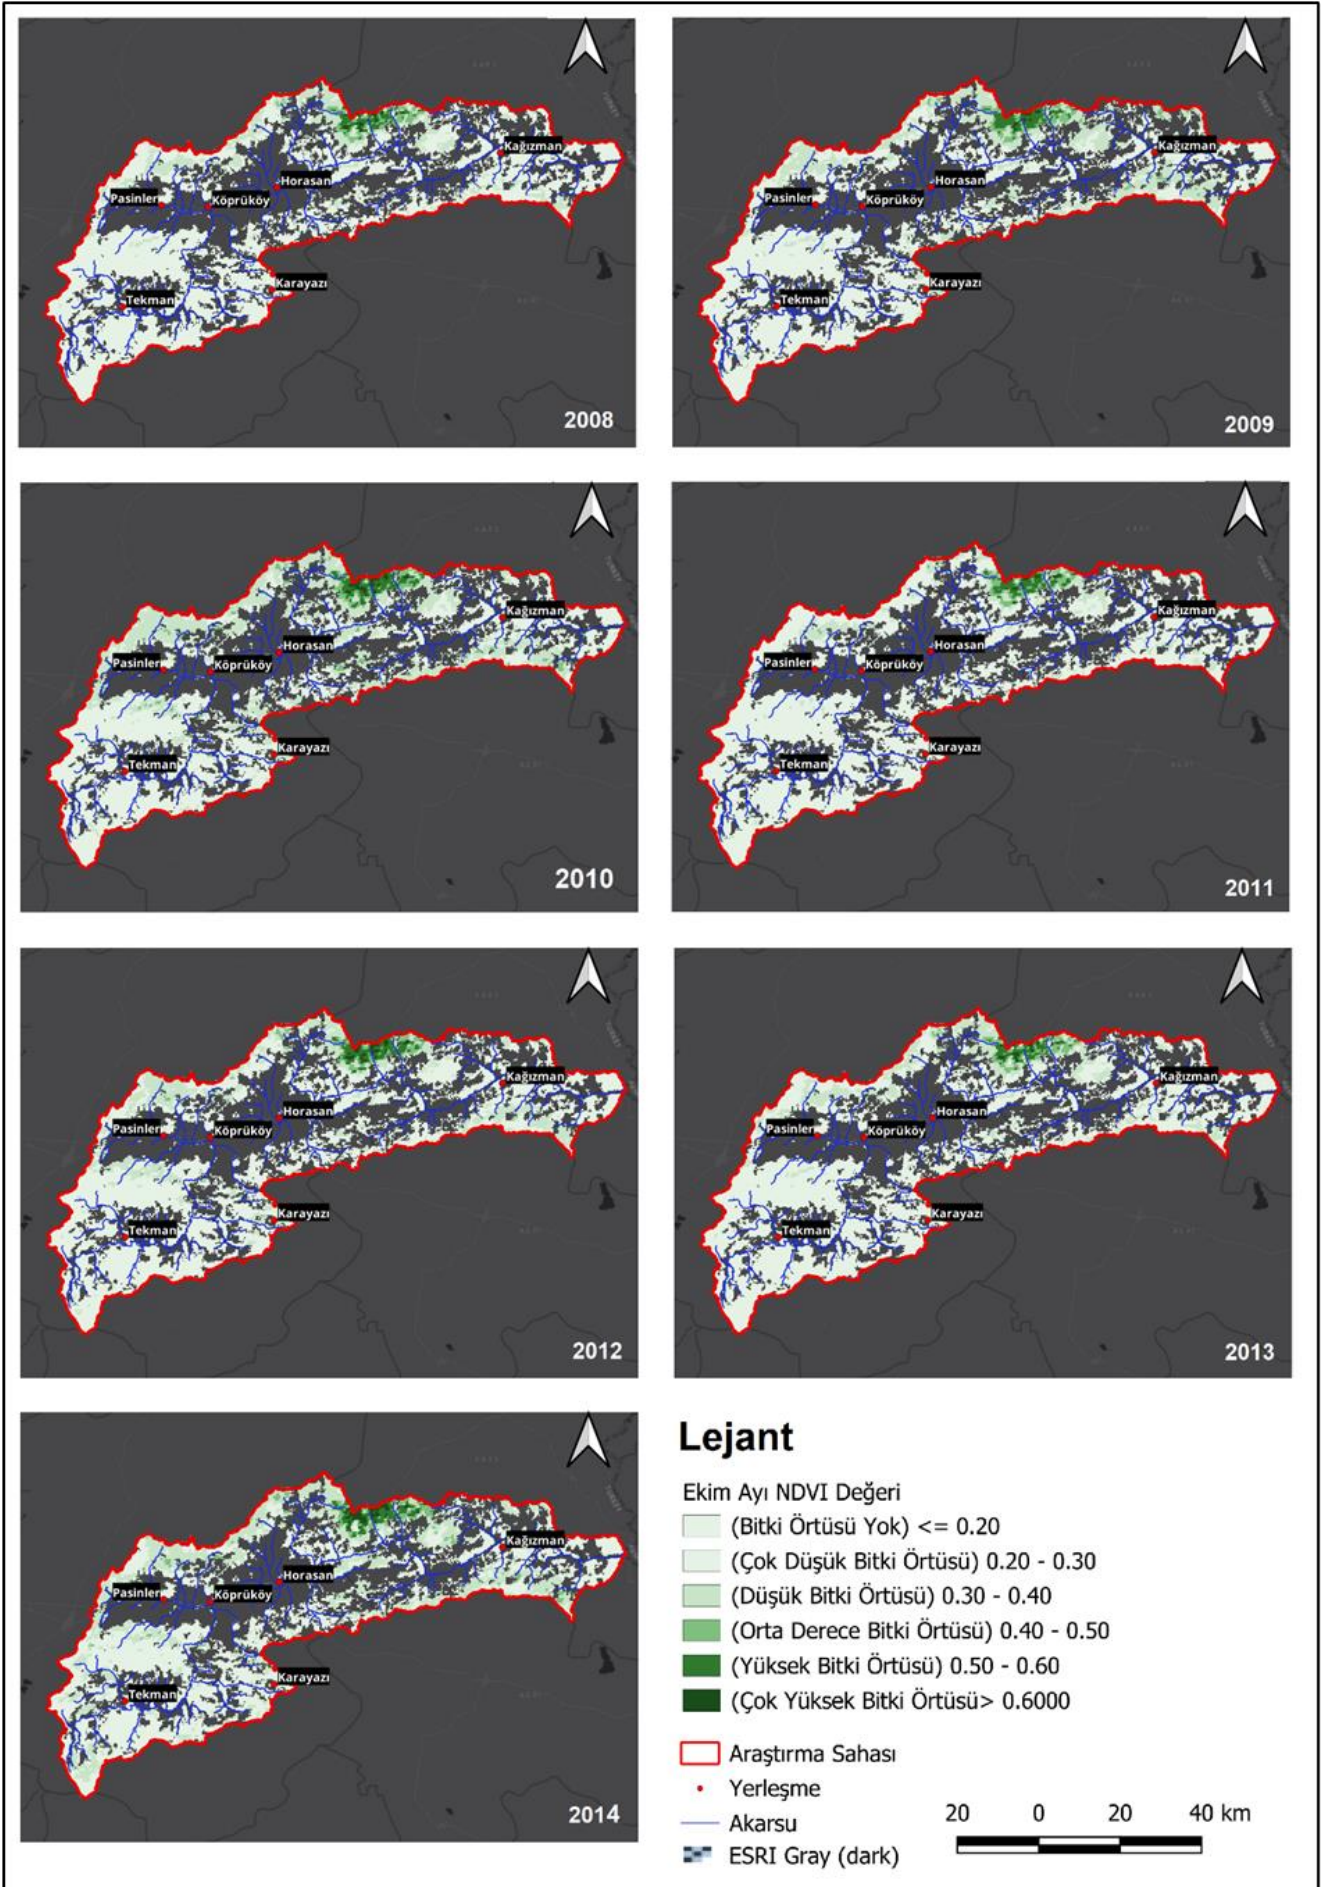 Kağızman
Horasan
Pasinler
Köprüköy
Karayazı
Tekman
2008
Kağızman
Horasan
Pasinler
Köprüköy
Karayazı
Tekman
2009
Kağızman
Horasan
Pasinler
Köprüköy
Karayazı
Tekman
2010
Kağızman
Horasan
Pasinler
Köprüköy
Karayazı
Tekman
2011
Kağızman
Horasan
Pasinler
Köprüköy
Karayazı
Tekman
2012
Kağızman
Horasan
Pasinler
Köprüköy
Karayazı
Tekman
2013
Kağızman
Horasan
Pasinler
Köprüköy
Karayazı
Tekman
2014
Lejant
Ekim Ayı NDVI Değeri
(Bitki Örtüsü Yok) <= 0.20
(Çok Düşük Bitki Örtüsü) 0.20 - 0.30
(Düşük Bitki Örtüsü) 0.30 - 0.40
(Orta Derece Bitki Örtüsü) 0.40 - 0.50
(Yüksek Bitki Örtüsü) 0.50 - 0.60
(Çok Yüksek Bitki Örtüsü> 0.6000
Araştırma Sahası
Yerleşme
Akarsu
ESRI Gray (dark)
20 0 20 40 km